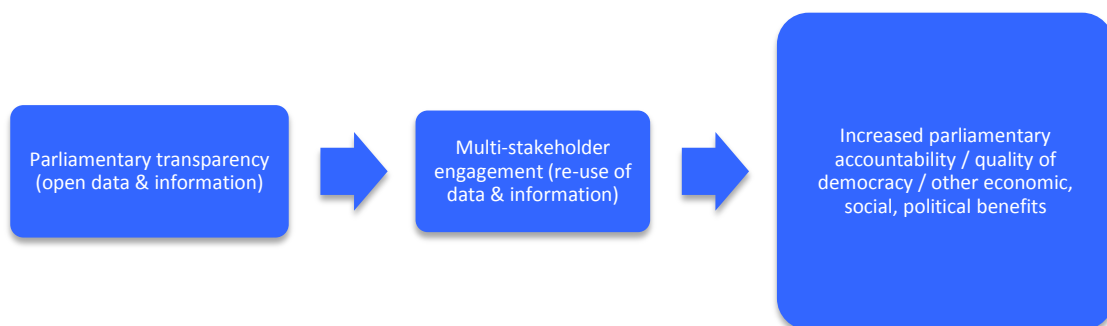 Parliamentary transparency
(open data & information)
Multi-stakeholder
engagement (re-use of
data & information)
Increased parliamentary
accountability / quality of
democracy / other economic,
social, political benefits